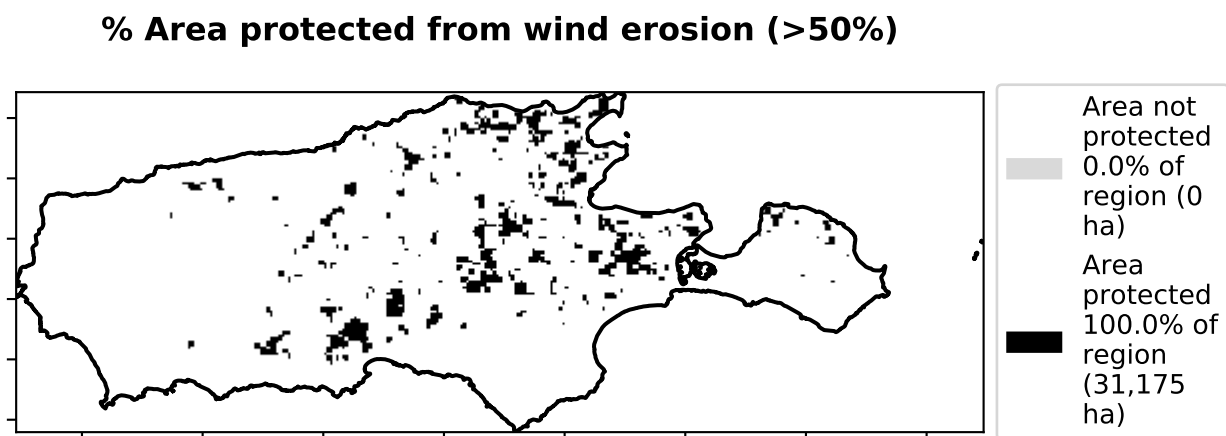 % Area protected from wind erosion (>50%)
Area not
protected
0.0% of
region (0
ha)
Area
protected
100.0% of
region
(31,175
ha)